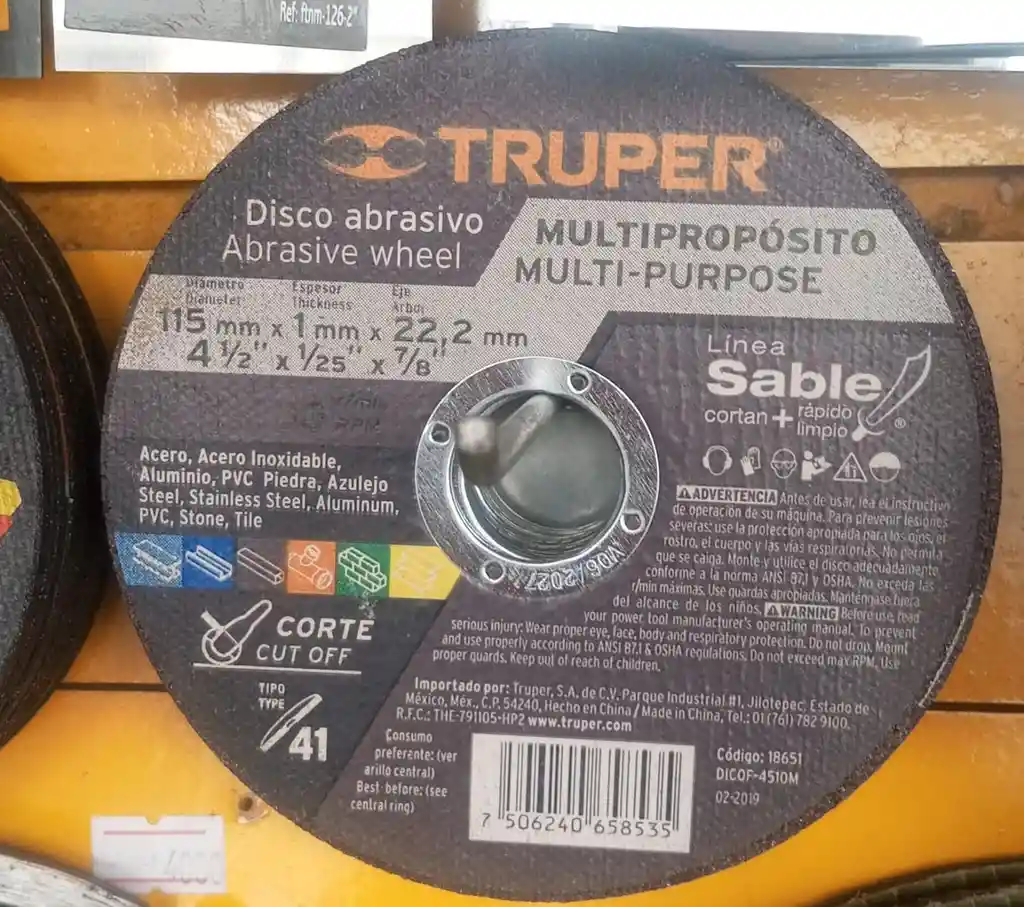 Ref: ftnm-126-2"
TRUPER®
Disco abrasivo
Abrasive wheel
MULTIPROPÓSITO
MULTI-PURPOSE
Diámetro
Diameter
Espesor
Thickness
Eje
Arbor
115 mm x 1 mm x 22,2 mm
4 1/2" x 1/25" x 7/8"
RPM
Línea
Sable
cortan + rápido
limpio
®
Acero, Acero Inoxidable,
Aluminio, PVC Piedra, Azulejo
Steel, Stainless Steel, Aluminum,
PVC, Stone, Tile
ADVERTENCIA Antes de usar, lea el instructivo
de operación de su máquina. Para prevenir lesiones
severas: use la protección apropiada para los ojos, el
rostro, el cuerpo y las vías respiratorias. No permita
que se caiga. Monte y utilice el disco adecuadamente
conforme a la norma ANSI B7.1 y OSHA. No exceda las
r/min máximas. Use guardas apropiadas. Manténgase fuera
del alcance de los niños. WARNING Before use, read
your power tool manufacturer's operating manual. To prevent
serious injury: Wear proper eye, face, body and respiratory protection. Do not drop. Mount
and use properly according to ANSI B7.1 & OSHA regulations. Do not exceed max RPM. Use
proper guards. Keep out of reach of children.
V06/2027
CORTE
CUT OFF
TIPO
TYPE
41
Importado por: Truper, S.A. de C.V. Parque Industrial #1, Jilotepec, Estado de
México, Méx., C.P. 54240, Hecho en China / Made in China, Tel.: 01 (761) 782 9100.
R.F.C.: THE-791105-HP2 www.truper.com
Consumo
preferente: (ver
arillo central)
Best before: (see
central ring)
7 506240 658535
Código: 18651
DICOF-4510M
02-2019